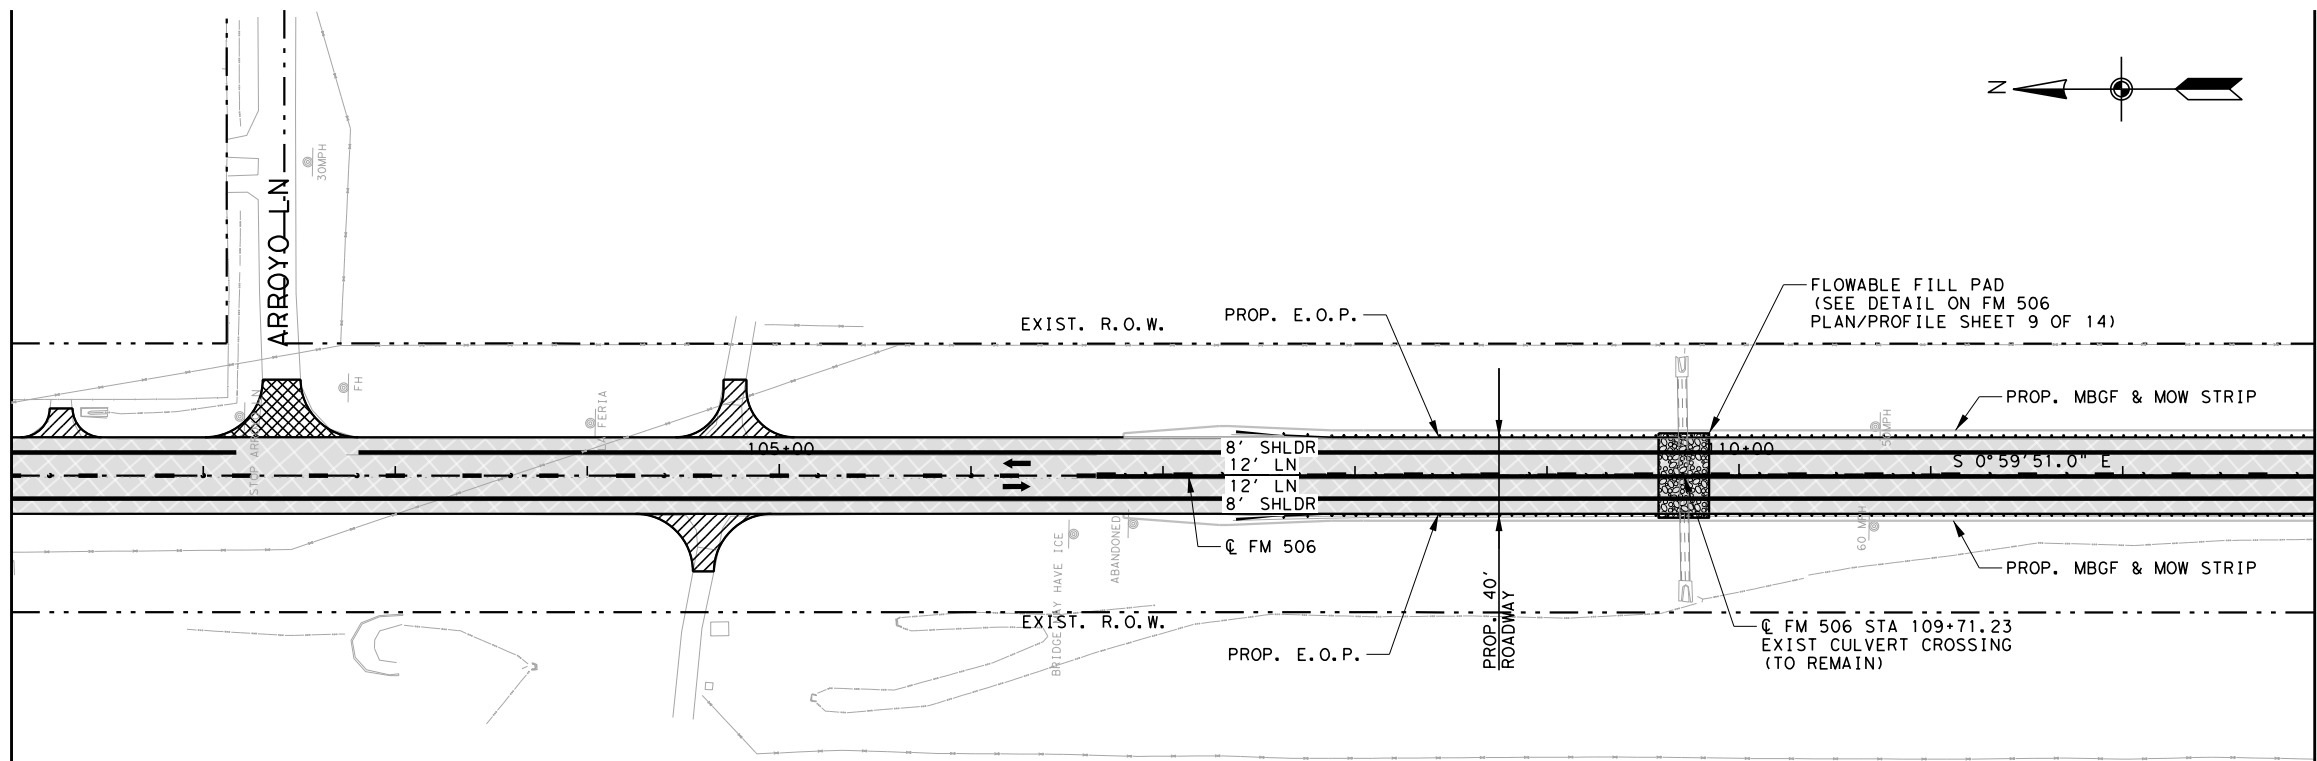 N
ARROYO LN
30MPH
FH
EXIST. R.O.W.
PROP. E.O.P.
FLOWABLE FILL PAD
(SEE DETAIL ON FM 506
PLAN/PROFILE SHEET 9 OF 14)
PROP. MBGF & MOW STRIP
FERIA
STOP
50MPH
105+00
110+00
8' SHLDR
12' LN
12' LN
8' SHLDR
S 0°59'51.0" E
℄ FM 506
ABANDONED
BRIDGE MAY HAVE ICE
60 MPH
PROP. MBGF & MOW STRIP
EXIST. R.O.W.
PROP. E.O.P.
PROP. 40'
ROADWAY
℄ FM 506 STA 109+71.23
EXIST CULVERT CROSSING
(TO REMAIN)